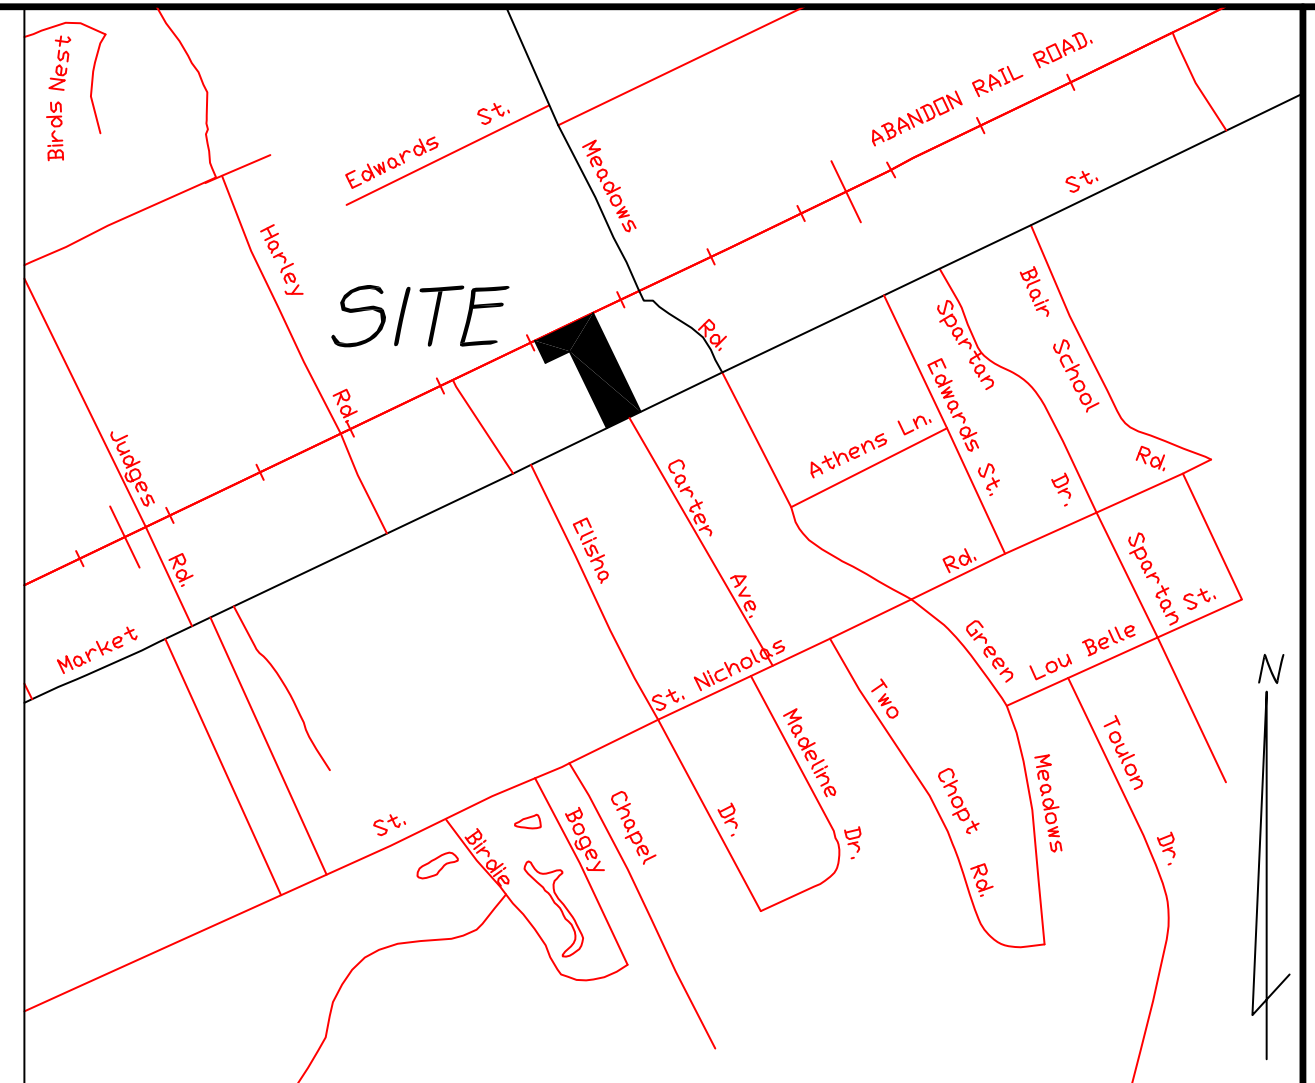 Birds Nest
Edwards St.
ABANDON RAIL ROAD.
Meadows
St.
Harley
SITE
Blair School
Spartan
Rd.
Edwards St.
Rd.
Athens Ln.
Judges
Carter
Rd.
Dr.
Elisha
Rd.
Rd.
Spartan
Ave.
St.
Market
Green
Lou Belle
St. Nicholas
Two
Madeline
Toulon
Meadows
Chopt
Chapel
Bogey
Dr.
St.
Birdie
Dr.
Dr.
Rd.
N